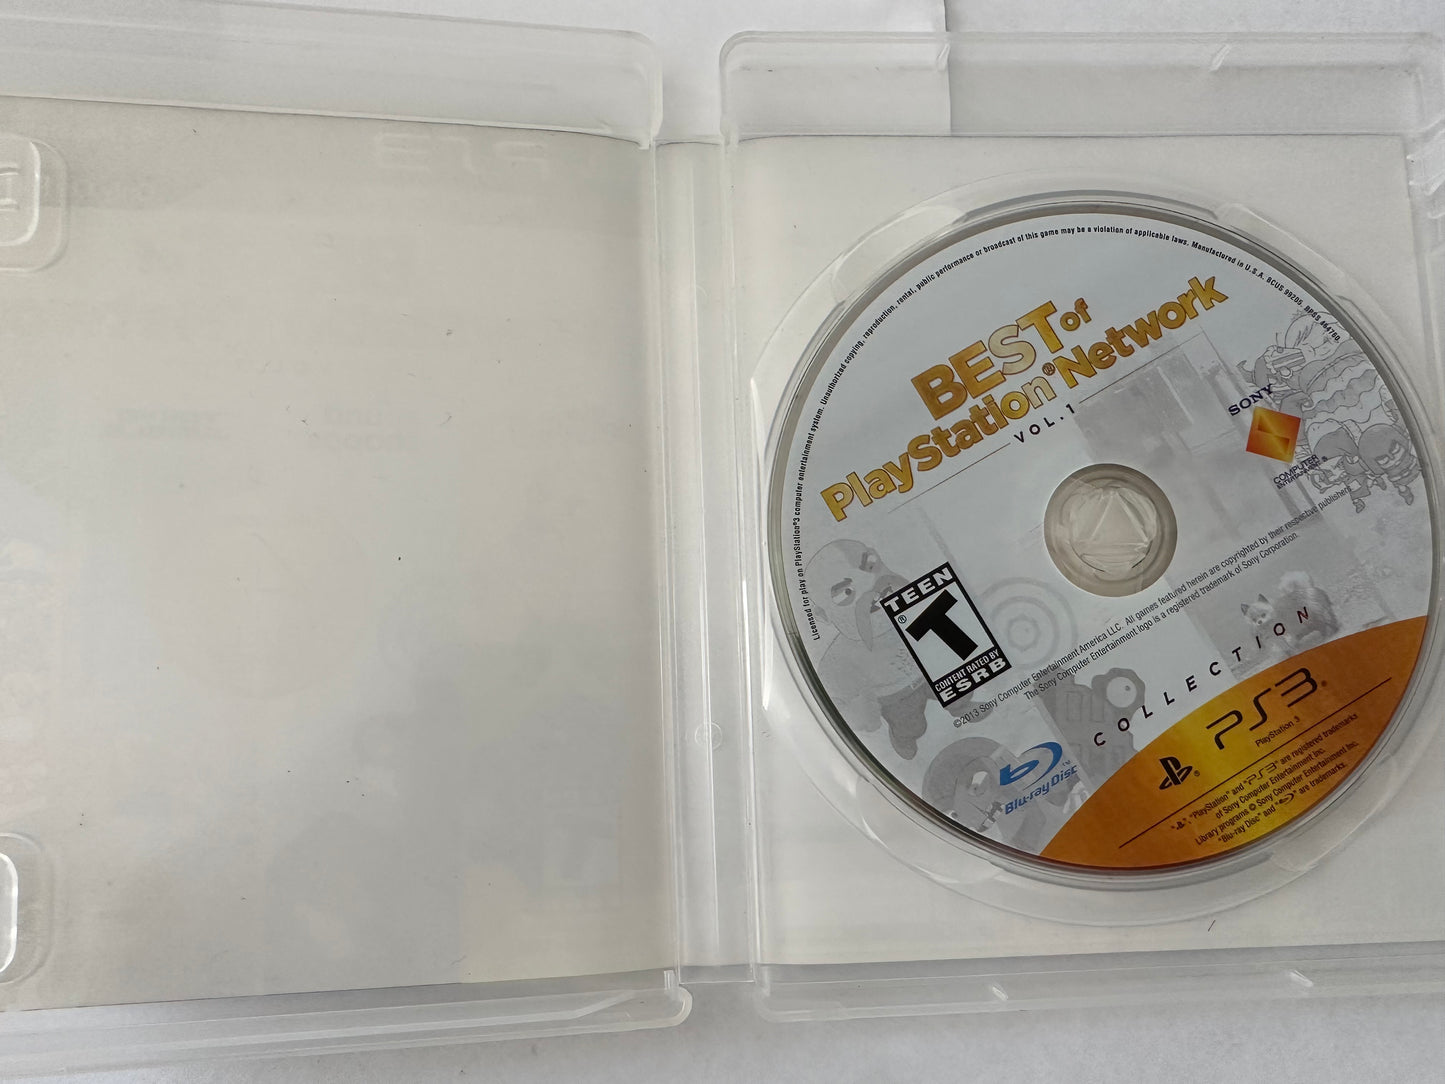 Licensed for play on PlayStation®3 computer entertainment system. Unauthorized copying, reproduction, rental, public performance or broadcast of this game may be a violation of applicable laws. Manufactured in U.S.A. BCUS 99205.
BEST of
PlayStation®Network
VOL.1
SONY
COMPUTER
ENTERTAINMENT®
TEEN
T
®
CONTENT RATED BY
ESRB
©2013 Sony Computer Entertainment America LLC. All games featured herein are copyrighted by their respective publishers.
The Sony Computer Entertainment logo is a registered trademark of Sony Corporation.
COLLECTION
Blu-ray Disc™
PS3®
PlayStation 3
"PlayStation" and "PS3" are registered trademarks
of Sony Computer Entertainment Inc.
Library programs © Sony Computer Entertainment Inc.
"Blu-ray Disc" and are trademarks.